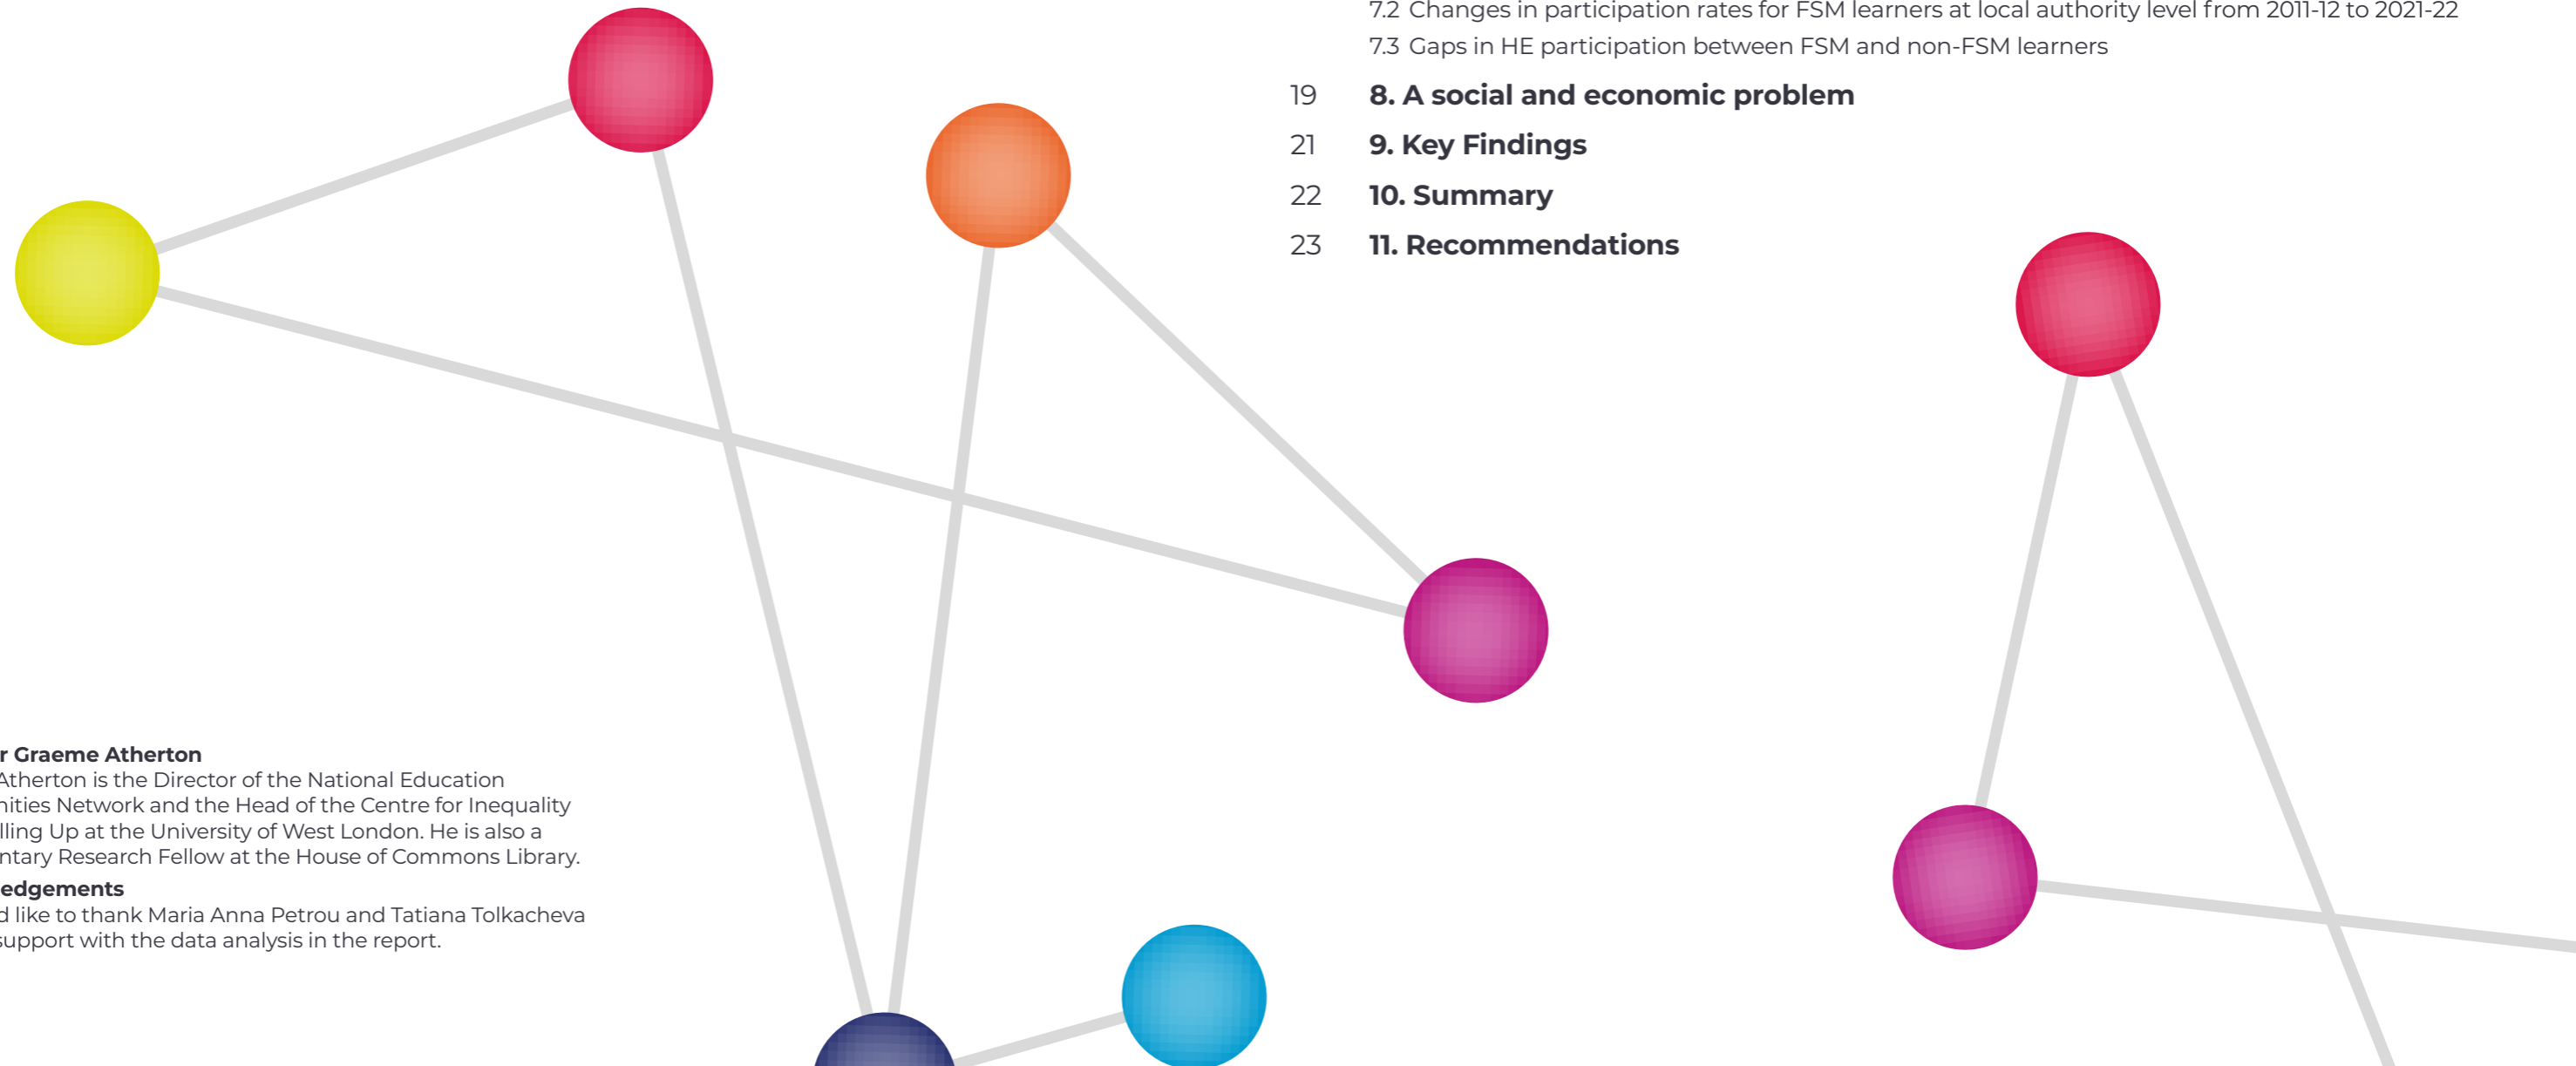 7.2 Changes in participation rates for FSM learners at local authority level from 2011-12 to 2021-22
7.3 Gaps in HE participation between FSM and non-FSM learners
19 8. A social and economic problem
21 9. Key Findings
22 10. Summary
23 11. Recommendations
r Graeme Atherton
Atherton is the Director of the National Education
nities Network and the Head of the Centre for Inequality
lling Up at the University of West London. He is also a
ntary Research Fellow at the House of Commons Library.
edgements
d like to thank Maria Anna Petrou and Tatiana Tolkacheva
support with the data analysis in the report.